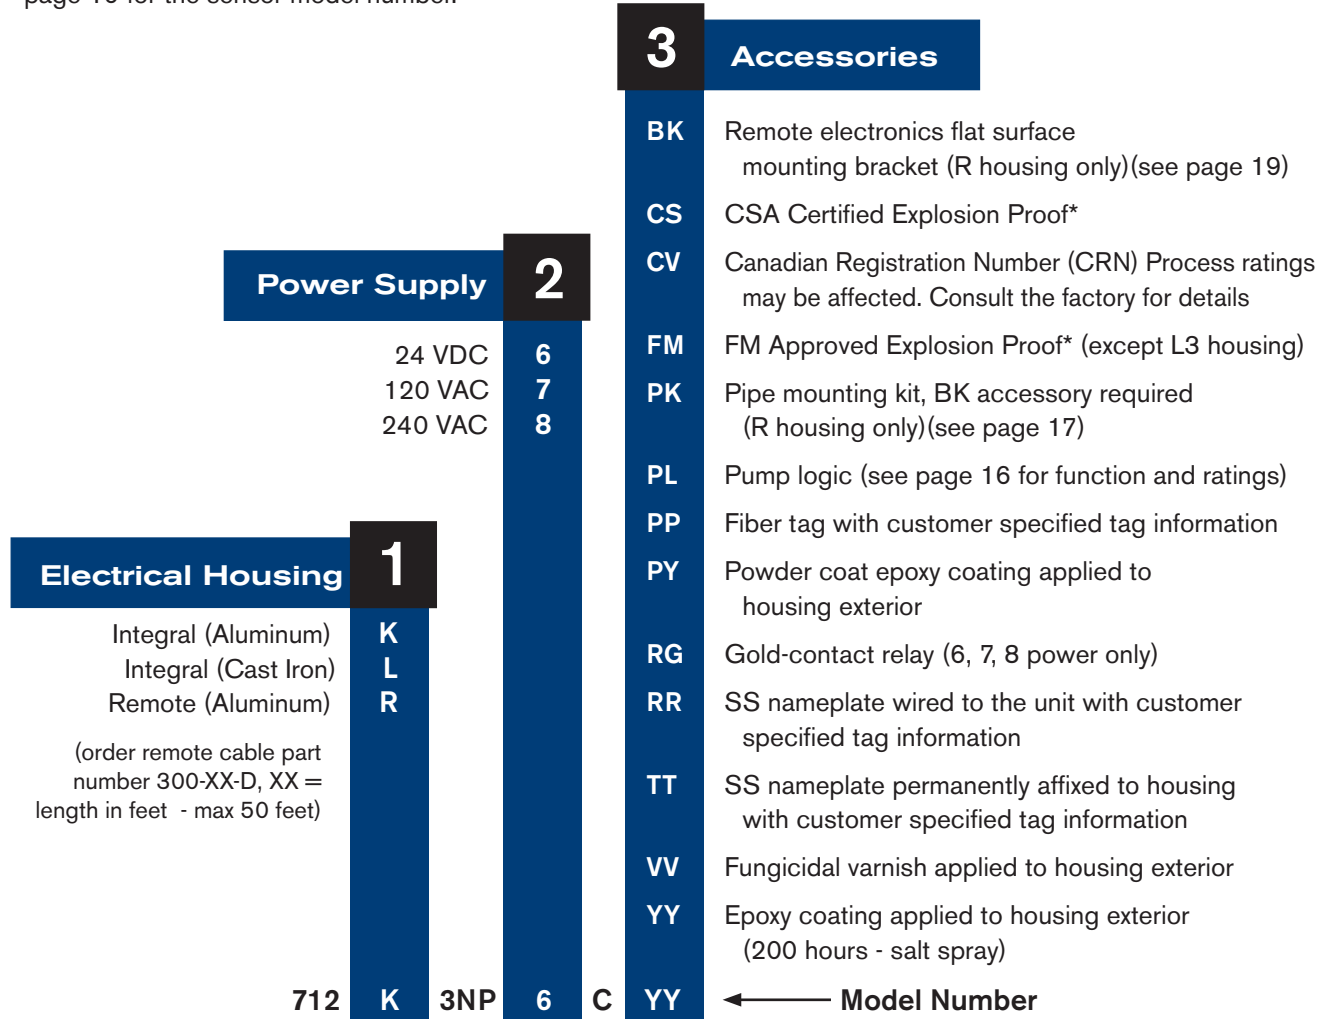 page 10 for the sensor model number.
3 Accessories
BK Remote electronics flat surface
mounting bracket (R housing only)(see page 19)
CS CSA Certified Explosion Proof*
CV Canadian Registration Number (CRN) Process ratings
may be affected. Consult the factory for details
FM FM Approved Explosion Proof* (except L3 housing)
PK Pipe mounting kit, BK accessory required
(R housing only)(see page 17)
PL Pump logic (see page 16 for function and ratings)
PP Fiber tag with customer specified tag information
PY Powder coat epoxy coating applied to
housing exterior
RG Gold-contact relay (6, 7, 8 power only)
RR SS nameplate wired to the unit with customer
specified tag information
TT SS nameplate permanently affixed to housing
with customer specified tag information
VV Fungicidal varnish applied to housing exterior
YY Epoxy coating applied to housing exterior
(200 hours - salt spray)
Power Supply 2
24 VDC 6
120 VAC 7
240 VAC 8
Electrical Housing 1
Integral (Aluminum) K
Integral (Cast Iron) L
Remote (Aluminum) R
(order remote cable part
number 300-XX-D, XX =
length in feet - max 50 feet)
712 K 3NP 6 C YY Model Number